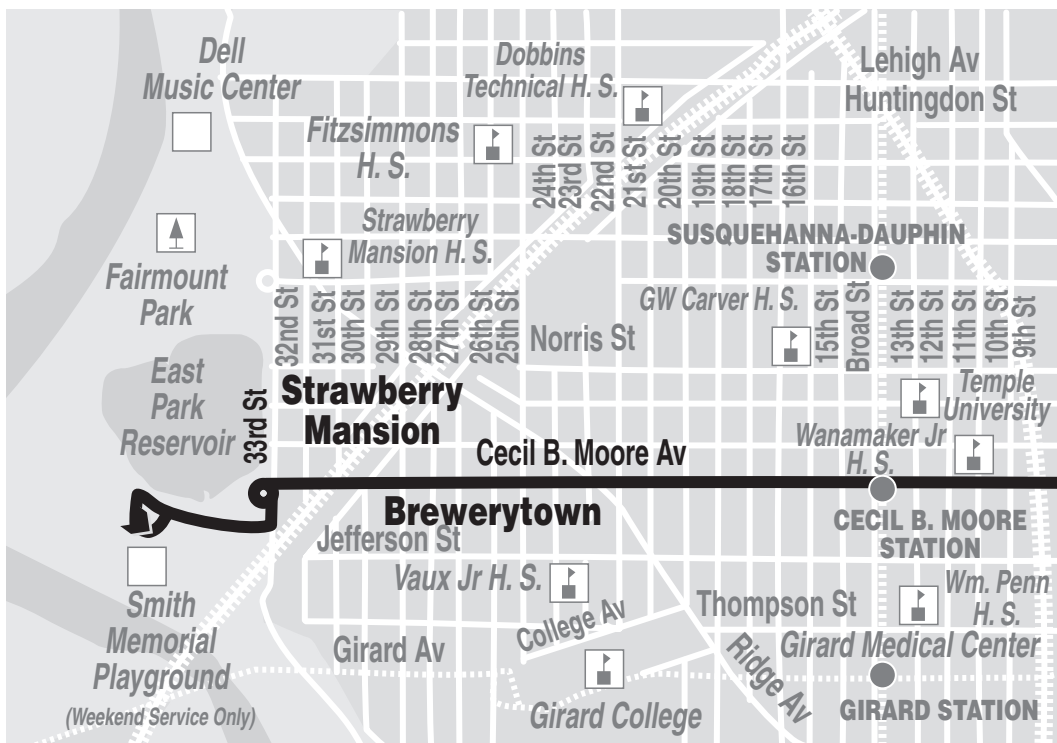 Dell
Music Center
Dobbins
Technical H. S.
Lehigh Av
Huntingdon St
Fitzsimmons
H. S.
24th St
23rd St
22nd St
21st St
20th St
19th St
18th St
17th St
16th St
Strawberry
Mansion H. S.
SUSQUEHANNA-DAUPHIN
STATION
Fairmount
Park
GW Carver H. S.
32nd St
31st St
30th St
29th St
28th St
27th St
26th St
25th St
Norris St
15th St
Broad St
13th St
12th St
11th St
10th St
9th St
East
Park
Reservoir
33rd St
Strawberry
Mansion
Temple
University
Wanamaker Jr
H. S.
Cecil B. Moore Av
Brewerytown
CECIL B. MOORE
STATION
Jefferson St
Vaux Jr H. S.
Smith
Memorial
Playground
(Weekend Service Only)
College Av
Thompson St
Wm. Penn
H. S.
Girard Av
Ridge Av
Girard Medical Center
Girard College
GIRARD STATION